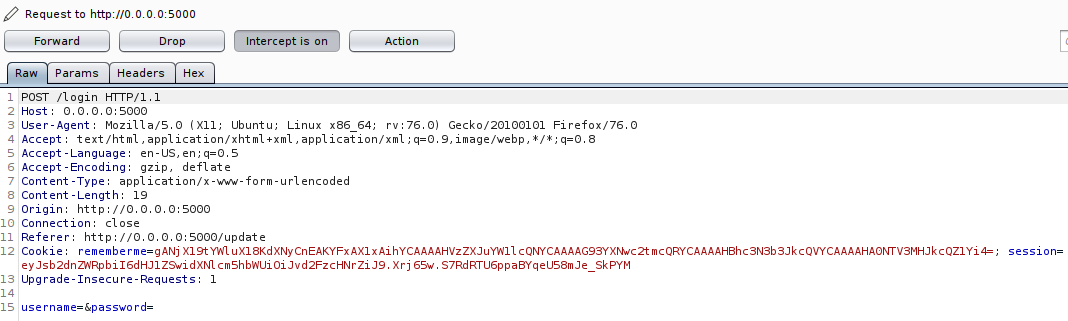 Request to http://0.0.0.0:5000
Forward Drop Intercept is on Action
Raw Params Headers Hex
1 POST /login HTTP/1.1
2 Host: 0.0.0.0:5000
3 User-Agent: Mozilla/5.0 (X11; Ubuntu; Linux x86_64; rv:76.0) Gecko/20100101 Firefox/76.0
4 Accept: text/html,application/xhtml+xml,application/xml;q=0.9,image/webp,*/*;q=0.8
5 Accept-Language: en-US,en;q=0.5
6 Accept-Encoding: gzip, deflate
7 Content-Type: application/x-www-form-urlencoded
8 Content-Length: 19
9 Origin: http://0.0.0.0:5000
10 Connection: close
11 Referer: http://0.0.0.0:5000/update
12 Cookie: rememberme=gANjX19tYWluX18KdXNyCnEAKYFxAX1xAihYCAAAAHVzZXJuYW1lcQNYCAAAAG93YXNwc2tmcQRYCAAAAHBhc3N3b3JkcQVYCAAAAHA0NTV3MHJkcQZ1Yi4=; session=
eyJsb2dnZWRpbiI6dHJ1ZSwidXNlcm5hbWUiOiJvd2FzcHNrZiJ9.Xrj65w.S7RdRTU6ppaBYqeU58mJe_SkPYM
13 Upgrade-Insecure-Requests: 1
14
15 username=&password=